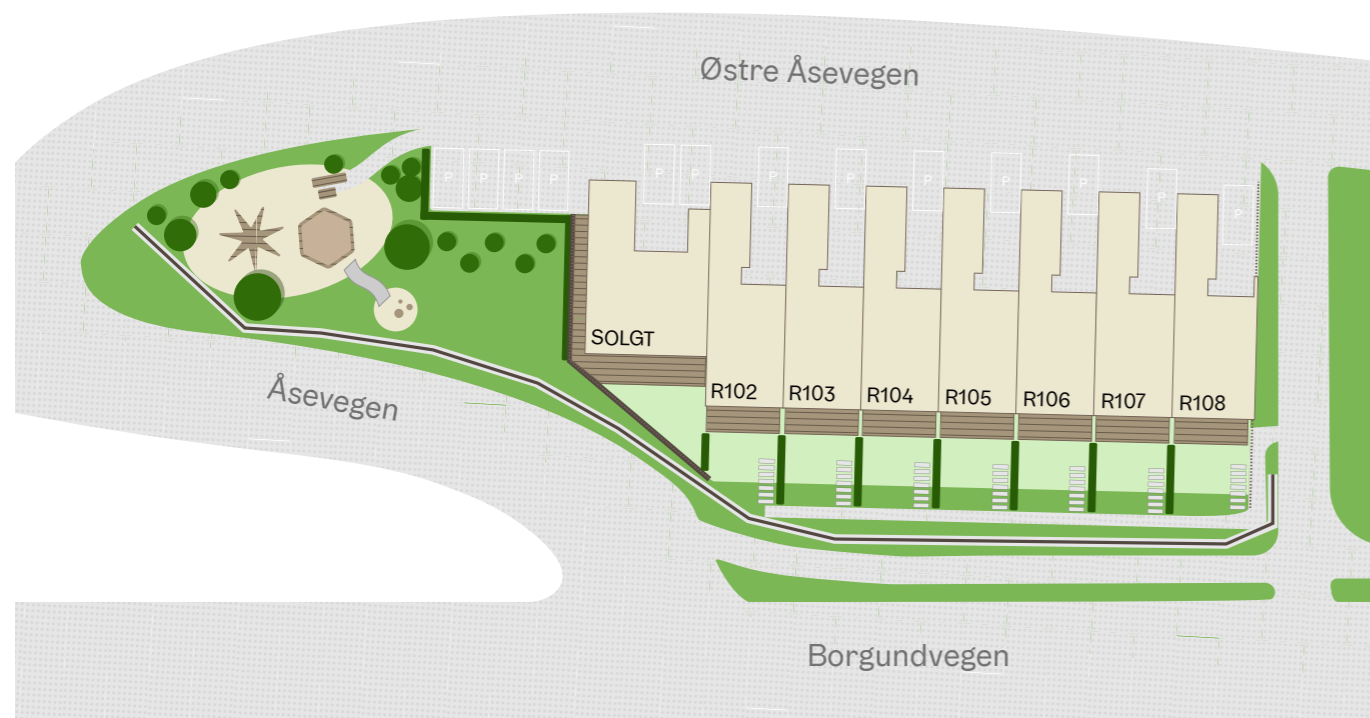 Østre Åsevegen
P P P P P P P P P P P P P
SOLGT
R102 R103 R104 R105 R106 R107 R108
Åsevegen
Borgundvegen